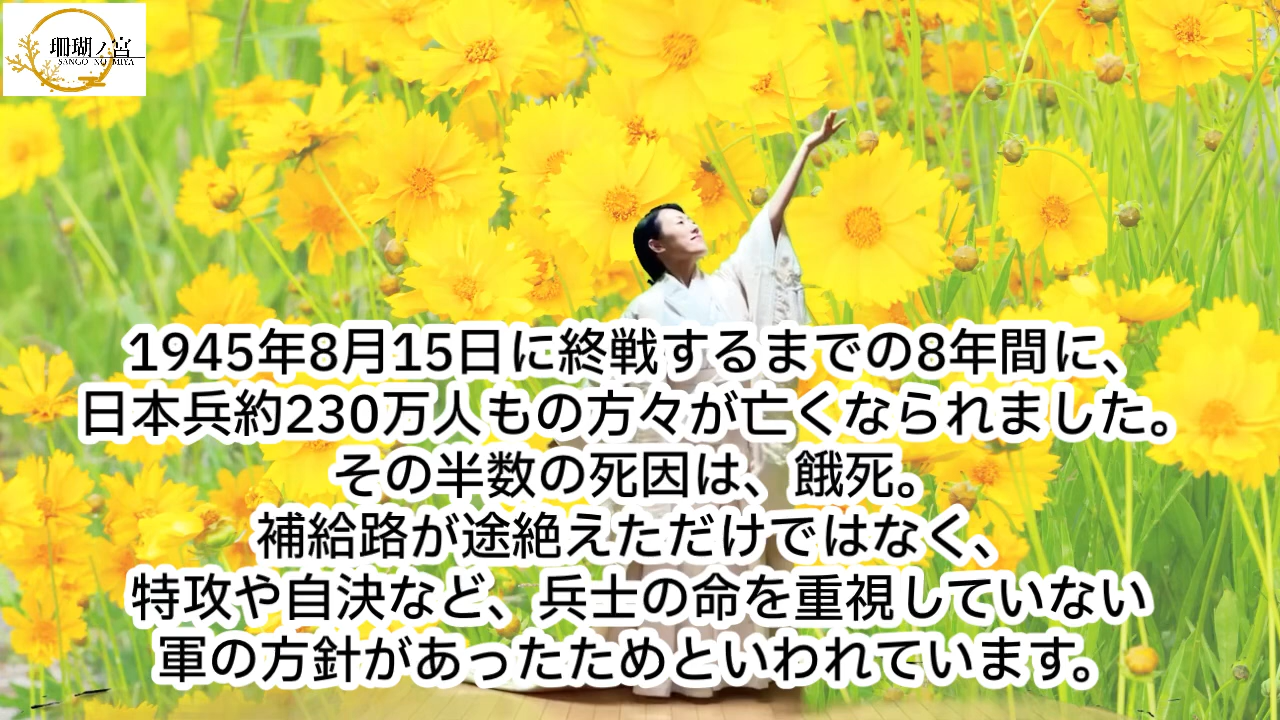 珊瑚ノ宮
SANGO NO MIYA
1945年8月15日に終戦するまでの8年間に、
日本兵約230万人もの方々が亡くなられました。
その半数の死因は、餓死。
補給路が途絶えただけではなく、
特攻や自決など、兵士の命を重視していない
軍の方針があったためといわれています。